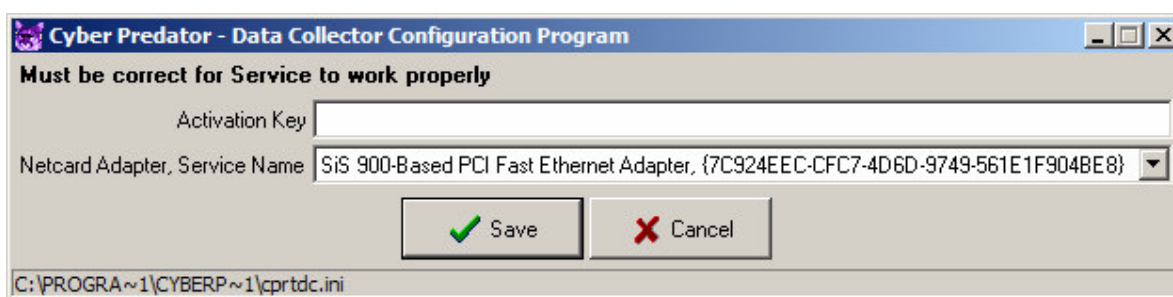 Cyber Predator - Data Collector Configuration Program
Must be correct for Service to work properly
Activation Key
Netcard Adapter, Service Name SiS 900-Based PCI Fast Ethernet Adapter, {7C924EEC-CFC7-4D6D-9749-561E1F904BE8}
Save Cancel
C:\PROGRA~1\CYBERP~1\cprtdc.ini